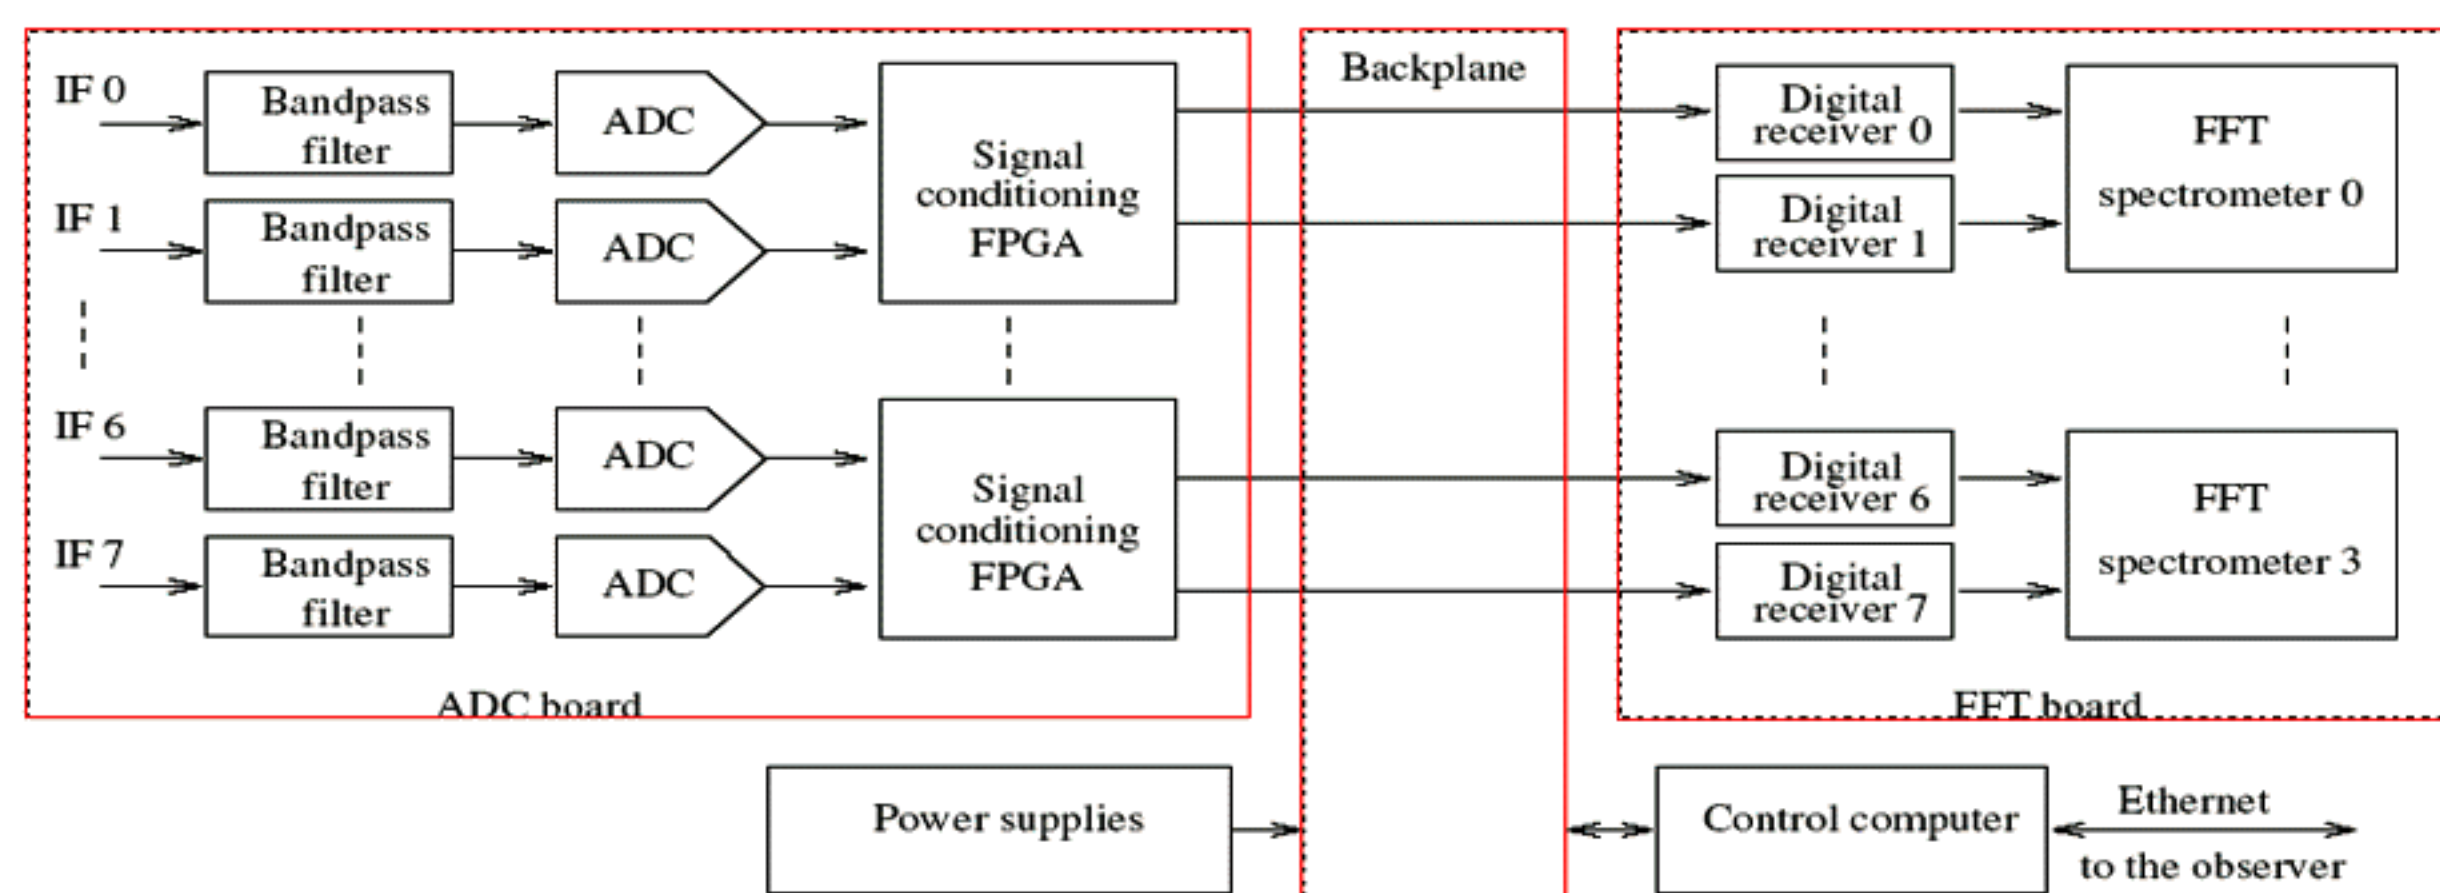 IF 0
Bandpass
filter
ADC
Signal
conditioning
FPGA
Backplane
Digital
receiver 0
FFT
spectrometer 0
IF 1
Bandpass
filter
ADC
Digital
receiver 1
IF 6
Bandpass
filter
ADC
Signal
conditioning
FPGA
Digital
receiver 6
FFT
spectrometer 3
IF 7
Bandpass
filter
ADC
Digital
receiver 7
ADC board
FFT board
Power supplies
Control computer
Ethernet
to the observer